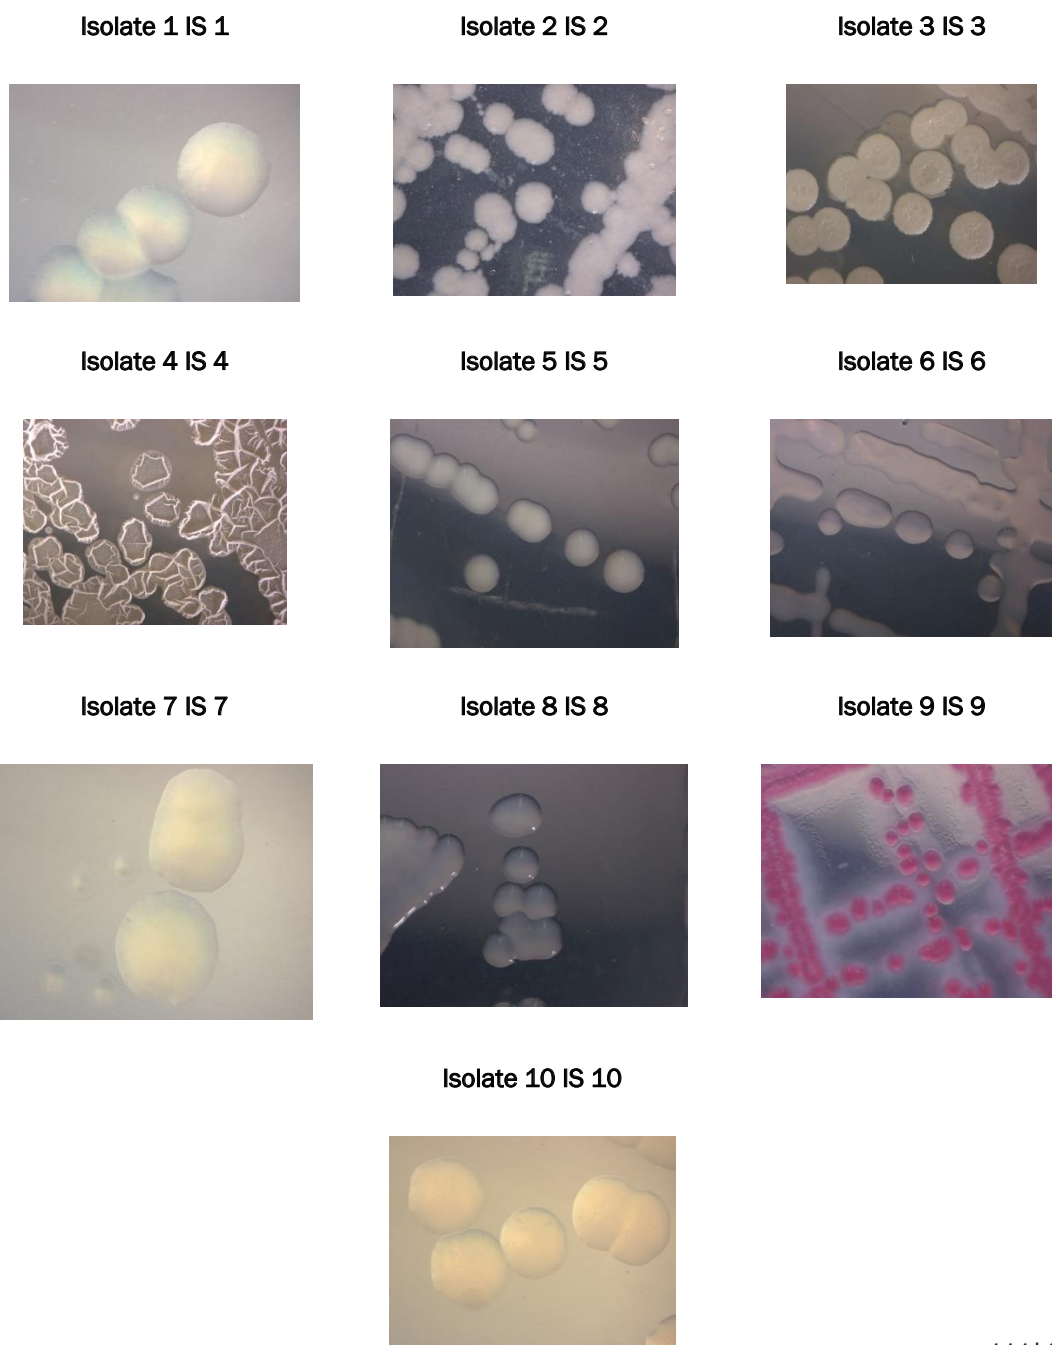 Isolate 1 IS 1
Isolate 2 IS 2
Isolate 3 IS 3
Isolate 4 IS 4
Isolate 5 IS 5
Isolate 6 IS 6
Isolate 7 IS 7
Isolate 8 IS 8
Isolate 9 IS 9
Isolate 10 IS 10